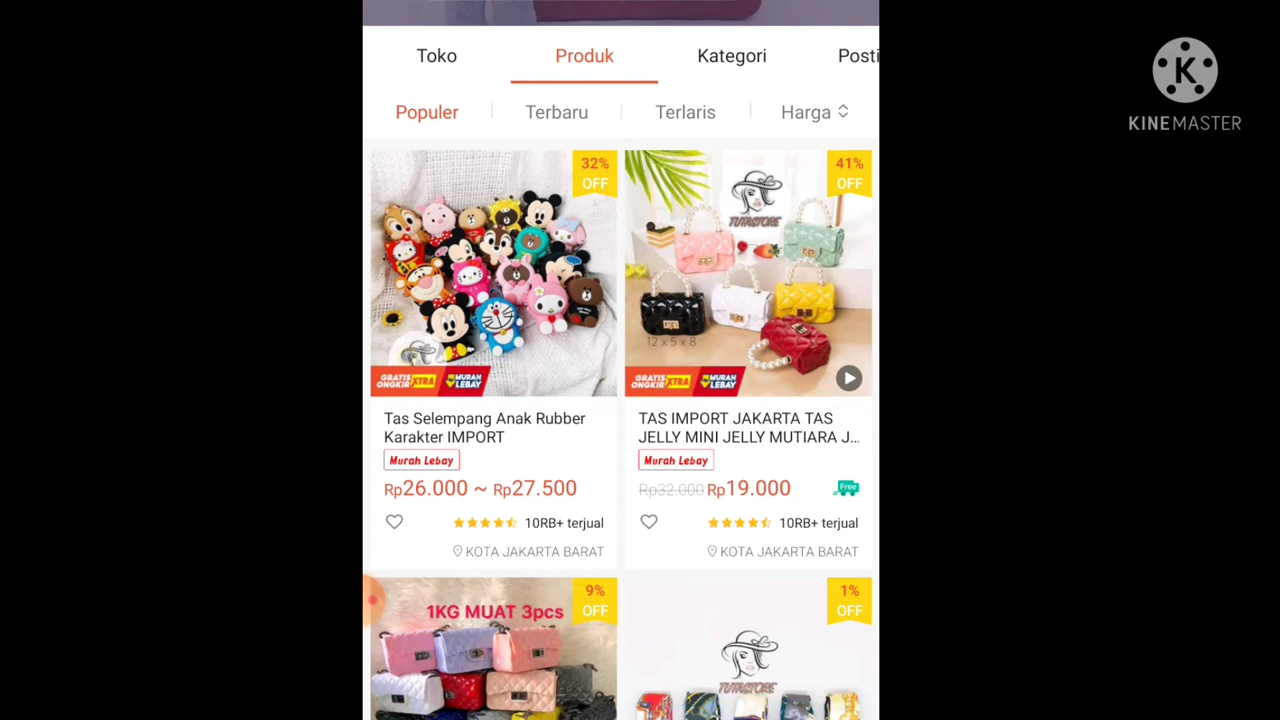 Toko
Produk
Kategori
Posti
Populer
Terbaru
Terlaris
Harga
KINEMASTER
32%
OFF
GRATIS
ONGKIR XTRA
MURAH
LEBAY
Tas Selempang Anak Rubber
Karakter IMPORT
Murah Lebay
Rp26.000 ~ Rp27.500
10RB+ terjual
KOTA JAKARTA BARAT
41%
OFF
TUTASTORE
12 x 5 x 8
GRATIS
ONGKIR XTRA
MURAH
LEBAY
TAS IMPORT JAKARTA TAS
JELLY MINI JELLY MUTIARA J...
Murah Lebay
Rp32.000 Rp19.000
Free
10RB+ terjual
KOTA JAKARTA BARAT
9%
OFF
1KG MUAT 3pcs
1%
OFF
TUTASTORE